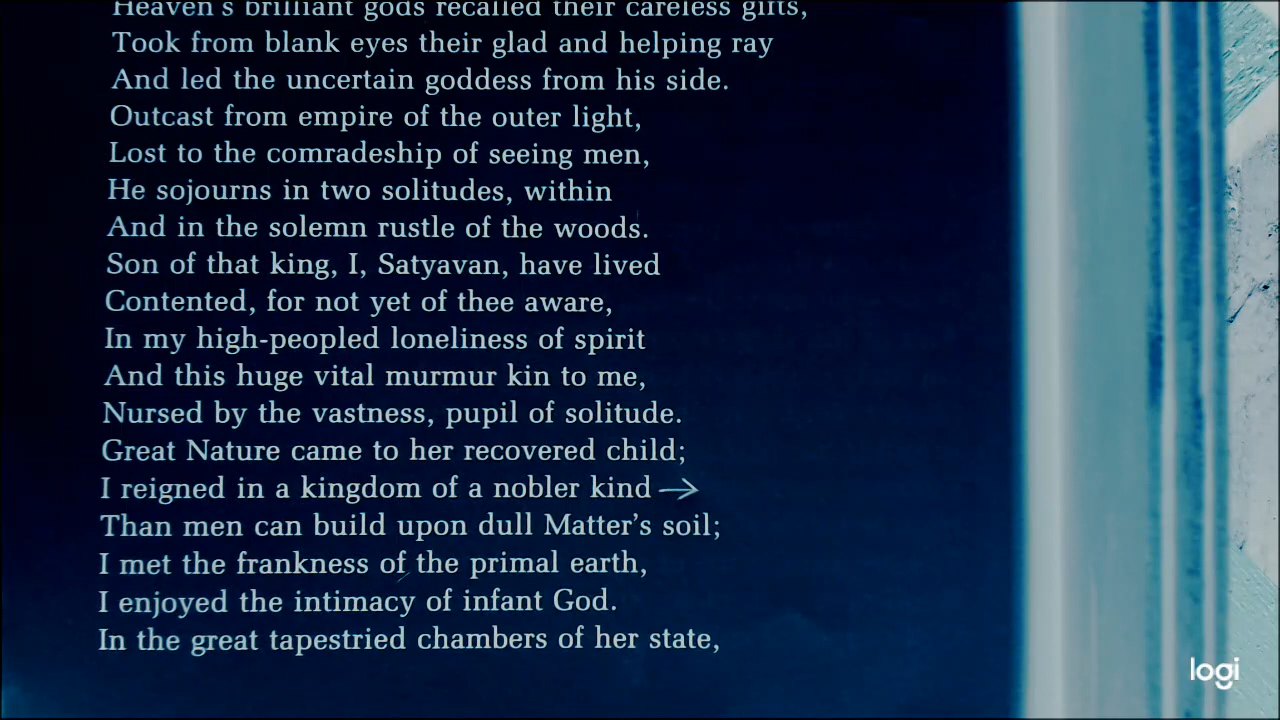 Heaven's brilliant gods recalled their careless gifts,
Took from blank eyes their glad and helping ray
And led the uncertain goddess from his side.
Outcast from empire of the outer light,
Lost to the comradeship of seeing men,
He sojourns in two solitudes, within
And in the solemn rustle of the woods.
Son of that king, I, Satyavan, have lived
Contented, for not yet of thee aware,
In my high-peopled loneliness of spirit
And this huge vital murmur kin to me,
Nursed by the vastness, pupil of solitude.
Great Nature came to her recovered child;
I reigned in a kingdom of a nobler kind →
Than men can build upon dull Matter's soil;
I met the frankness of the primal earth,
I enjoyed the intimacy of infant God.
In the great tapestried chambers of her state,
logi